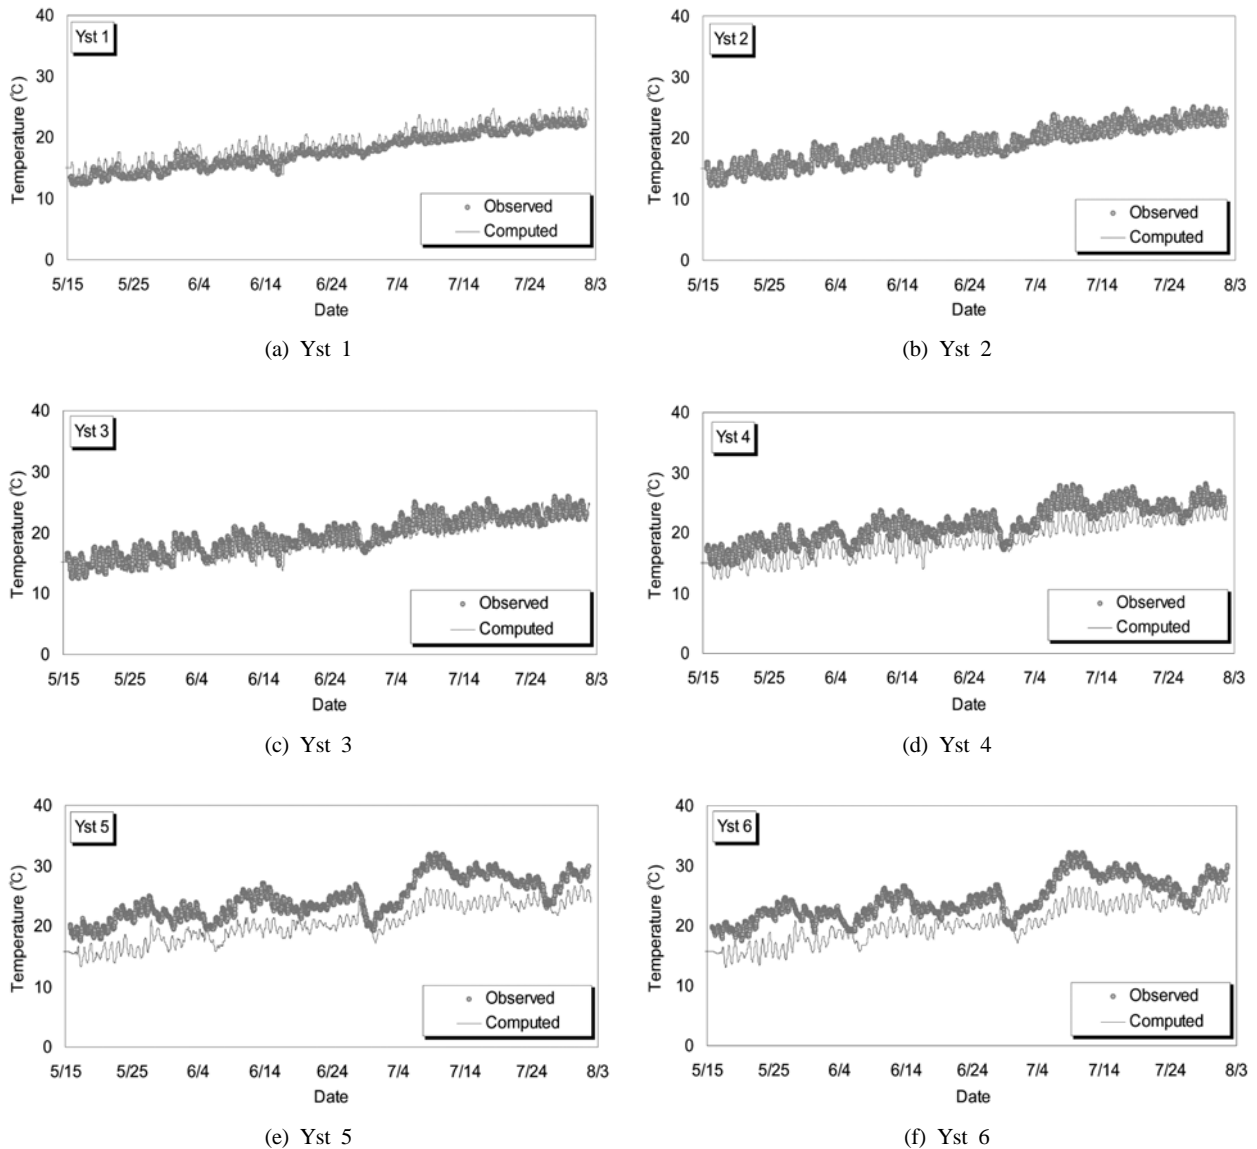 40
Yst 1
30
20
10
0
Temperature (℃)
Observed
Computed
5/15 5/25 6/4 6/14 6/24 7/4 7/14 7/24 8/3
Date
(a) Yst 1
40
Yst 2
30
20
10
0
Temperature (℃)
Observed
Computed
5/15 5/25 6/4 6/14 6/24 7/4 7/14 7/24 8/3
Date
(b) Yst 2
40
Yst 3
30
20
10
0
Temperature (℃)
Observed
Computed
5/15 5/25 6/4 6/14 6/24 7/4 7/14 7/24 8/3
Date
(c) Yst 3
40
Yst 4
30
20
10
0
Temperature (℃)
Observed
Computed
5/15 5/25 6/4 6/14 6/24 7/4 7/14 7/24 8/3
Date
(d) Yst 4
40
Yst 5
30
20
10
0
Temperature (℃)
Observed
Computed
5/15 5/25 6/4 6/14 6/24 7/4 7/14 7/24 8/3
Date
(e) Yst 5
40
Yst 6
30
20
10
0
Temperature (℃)
Observed
Computed
5/15 5/25 6/4 6/14 6/24 7/4 7/14 7/24 8/3
Date
(f) Yst 6